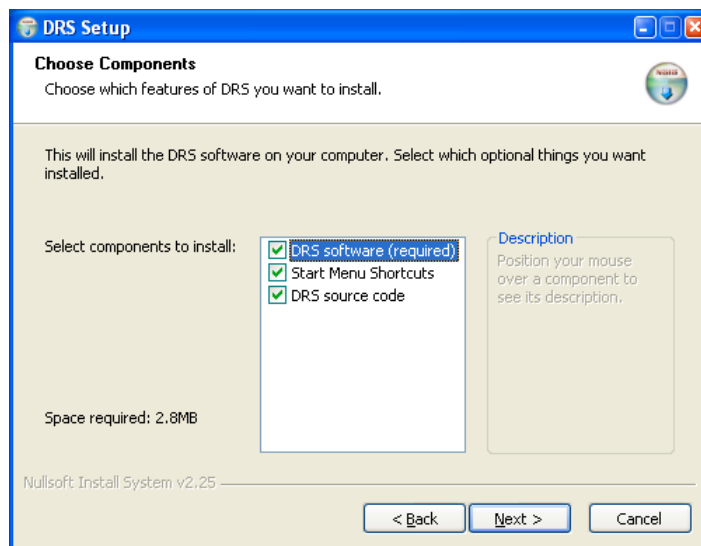 DRS Setup
Choose Components
Choose which features of DRS you want to install.
This will install the DRS software on your computer. Select which optional things you want
installed.
Select components to install:
DRS software (required)
Start Menu Shortcuts
DRS source code
Description
Position your mouse
over a component to
see its description.
Space required: 2.8MB
Nullsoft Install System v2.25
< Back
Next >
Cancel